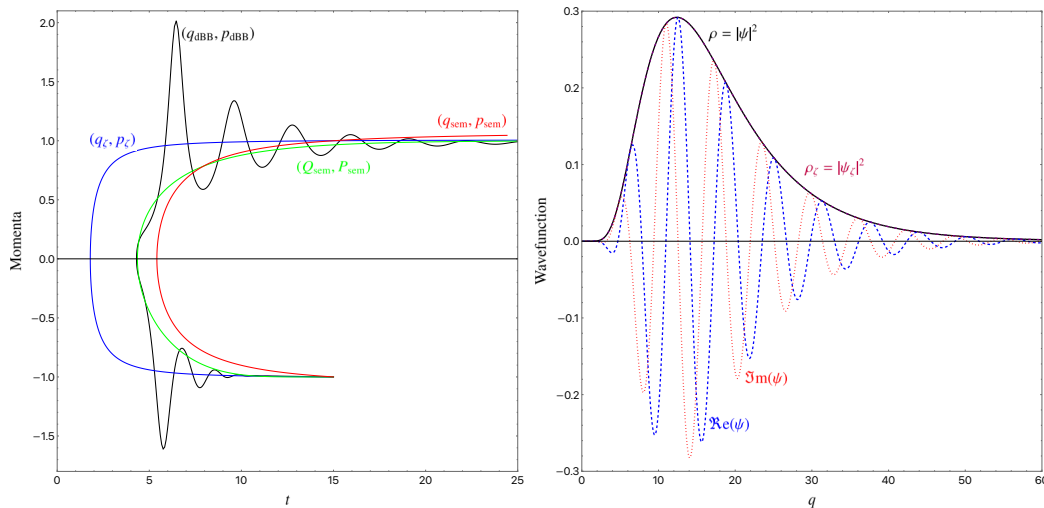 2.0
1.5
1.0
0.5
0.0
−0.5
−1.0
−1.5
Momenta
0
5
10
15
20
25
t
(q_dBB, p_dBB)
(q_ζ, p_ζ)
(q_sem, p_sem)
(Q_sem, P_sem)
0.3
0.2
0.1
0.0
−0.1
−0.2
−0.3
Wavefunction
0
10
20
30
40
50
60
q
ρ = |ψ|²
ρ_ζ = |ψ_ζ|²
ℑm(ψ)
ℜe(ψ)